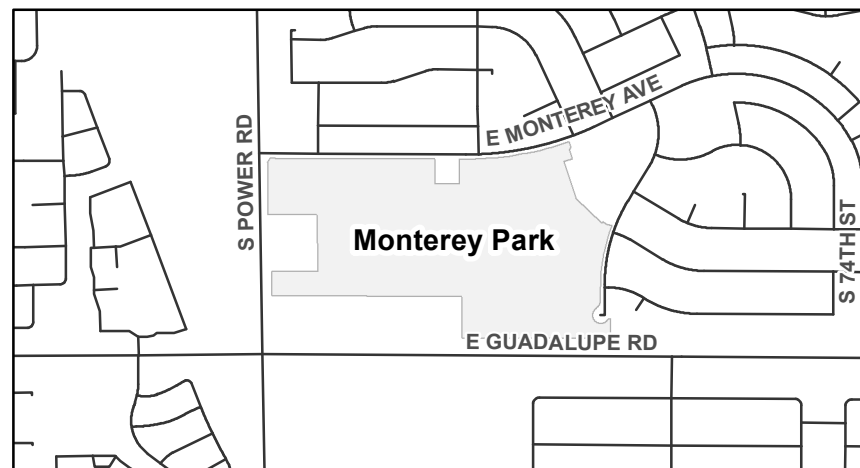 E MONTEREY AVE
S POWER RD
Monterey Park
S 74TH ST
E GUADALUPE RD